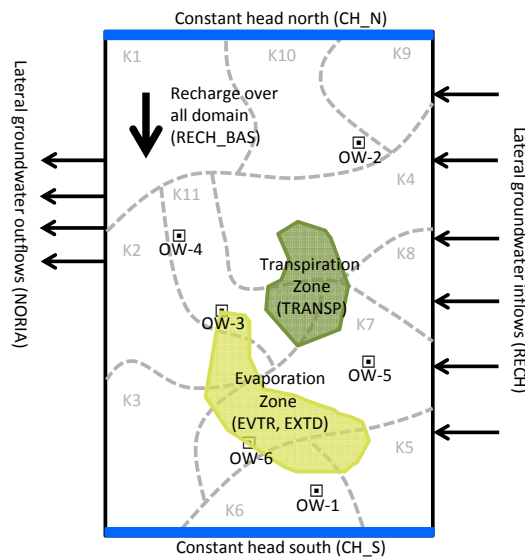 Constant head north (CH_N)
K1
K10
K9
Recharge over
all domain
(RECH_BAS)
OW-2
K4
K11
K2
OW-4
K8
Transpiration
Zone
(TRANSP)
OW-3
K7
OW-5
Evaporation
Zone
(EVTR, EXTD)
K3
K5
OW-6
K6
OW-1
Constant head south (CH_S)
Lateral groundwater outflows (NORIA)
Lateral groundwater inflows (RECH)